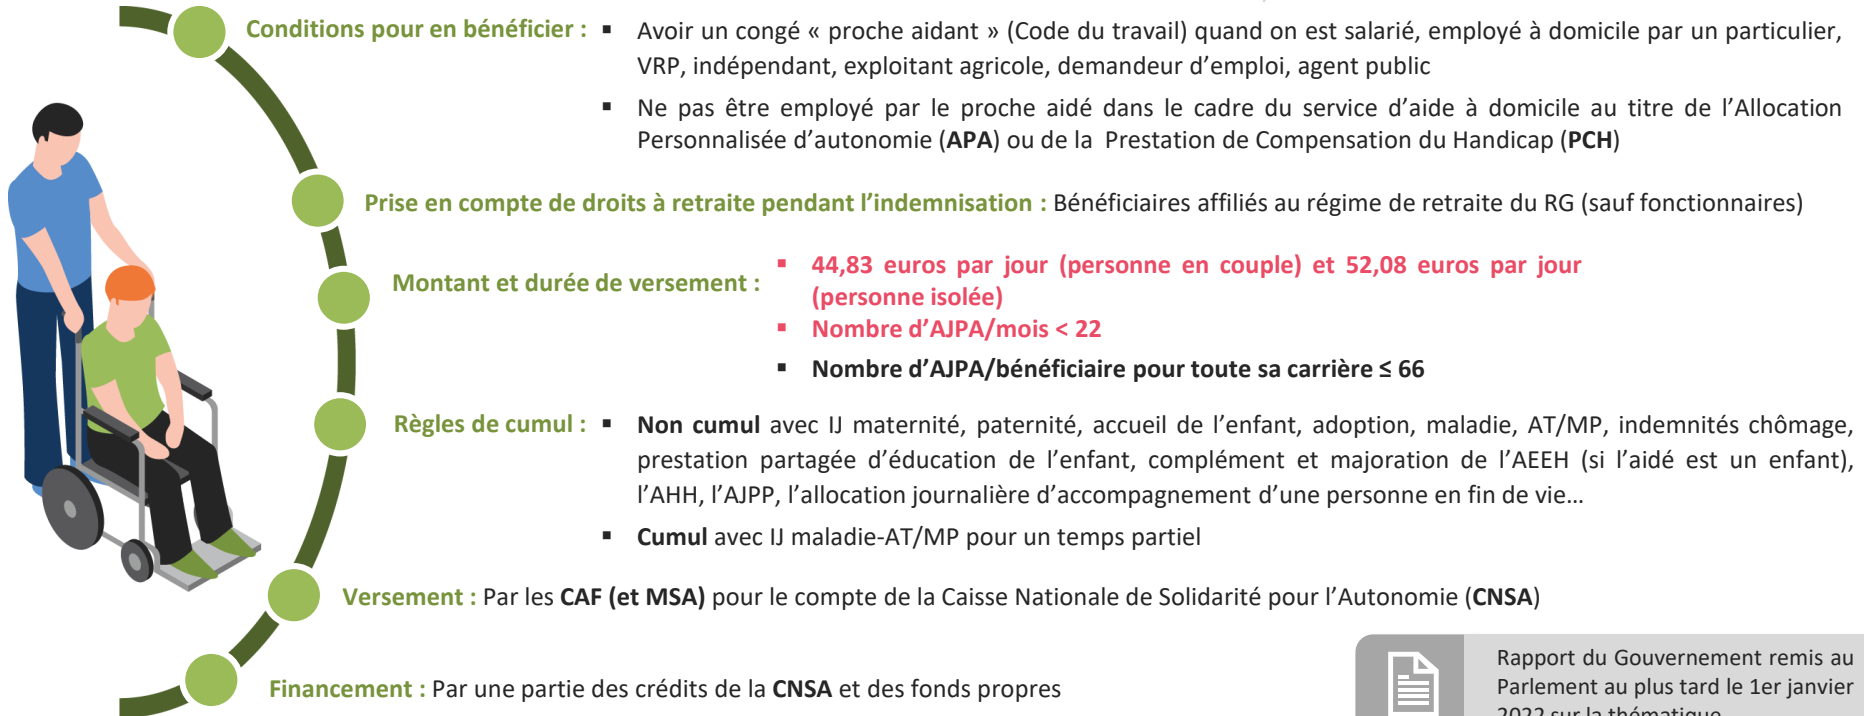 Conditions pour en bénéficier : ▪ Avoir un congé « proche aidant » (Code du travail) quand on est salarié, employé à domicile par un particulier,
VRP, indépendant, exploitant agricole, demandeur d’emploi, agent public
▪ Ne pas être employé par le proche aidé dans le cadre du service d’aide à domicile au titre de l’Allocation
Personnalisée d’autonomie (APA) ou de la Prestation de Compensation du Handicap (PCH)
Prise en compte de droits à retraite pendant l’indemnisation : Bénéficiaires affiliés au régime de retraite du RG (sauf fonctionnaires)
Montant et durée de versement :
▪ 44,83 euros par jour (personne en couple) et 52,08 euros par jour
(personne isolée)
▪ Nombre d’AJPA/mois < 22
▪ Nombre d’AJPA/bénéficiaire pour toute sa carrière ≤ 66
Règles de cumul : ▪ Non cumul avec IJ maternité, paternité, accueil de l’enfant, adoption, maladie, AT/MP, indemnités chômage,
prestation partagée d’éducation de l’enfant, complément et majoration de l’AEEH (si l’aidé est un enfant),
l’AHH, l’AJPP, l’allocation journalière d’accompagnement d’une personne en fin de vie…
▪ Cumul avec IJ maladie-AT/MP pour un temps partiel
Versement : Par les CAF (et MSA) pour le compte de la Caisse Nationale de Solidarité pour l’Autonomie (CNSA)
Financement : Par une partie des crédits de la CNSA et des fonds propres
Rapport du Gouvernement remis au
Parlement au plus tard le 1er janvier
2022 sur la thématique